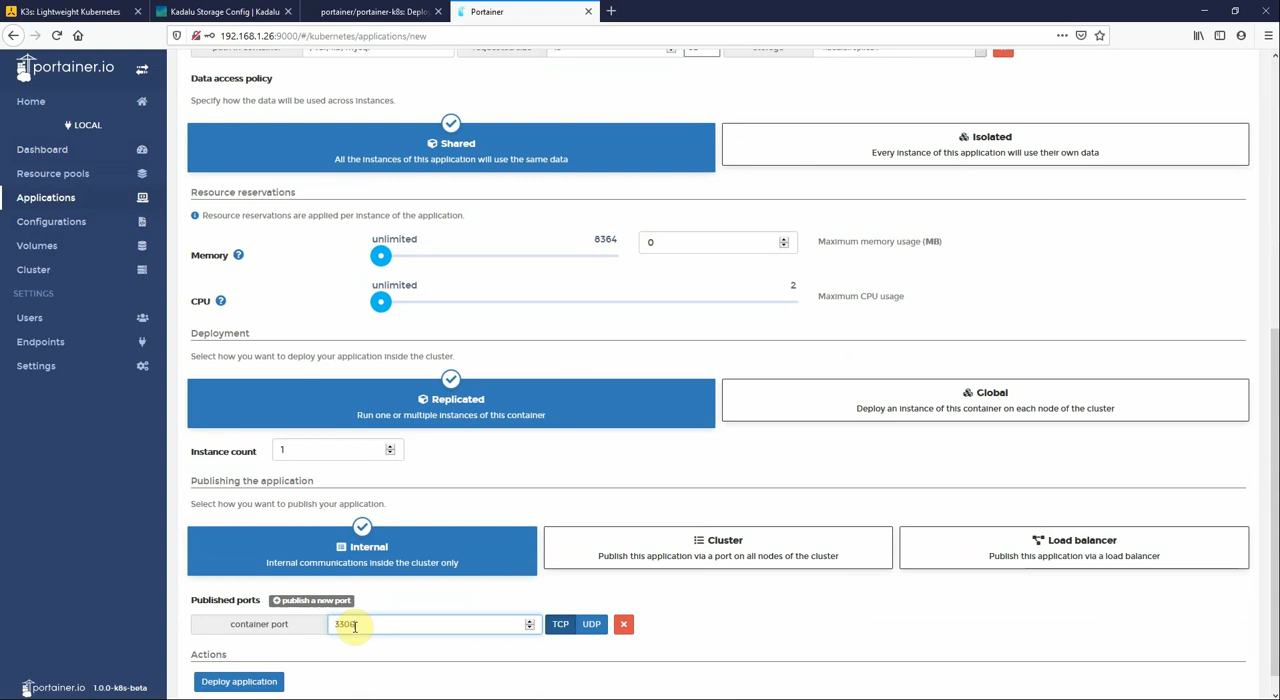 K3s: Lightweight Kubernetes
Kadalu Storage Config | Kadalu
portainer/portainer-k8s: Deplo
Portainer
192.168.1.26:9000/#/kubernetes/applications/new
portainer.io
Home
LOCAL
Dashboard
Resource pools
Applications
Configurations
Volumes
Cluster
SETTINGS
Users
Endpoints
Settings
portainer.io 1.0.0-k8s-beta
Data access policy
Specify how the data will be used across instances.
Shared
All the instances of this application will use the same data
Isolated
Every instance of this application will use their own data
Resource reservations
Resource reservations are applied per instance of the application.
Memory
unlimited 8364
0
Maximum memory usage (MB)
CPU
unlimited 2
Maximum CPU usage
Deployment
Select how you want to deploy your application inside the cluster.
Replicated
Run one or multiple instances of this container
Global
Deploy an instance of this container on each node of the cluster
Instance count 1
Publishing the application
Select how you want to publish your application.
Internal
Internal communications inside the cluster only
Cluster
Publish this application via a port on all nodes of the cluster
Load balancer
Publish this application via a load balancer
Published ports publish a new port
container port 3306 TCP UDP
Actions
Deploy application